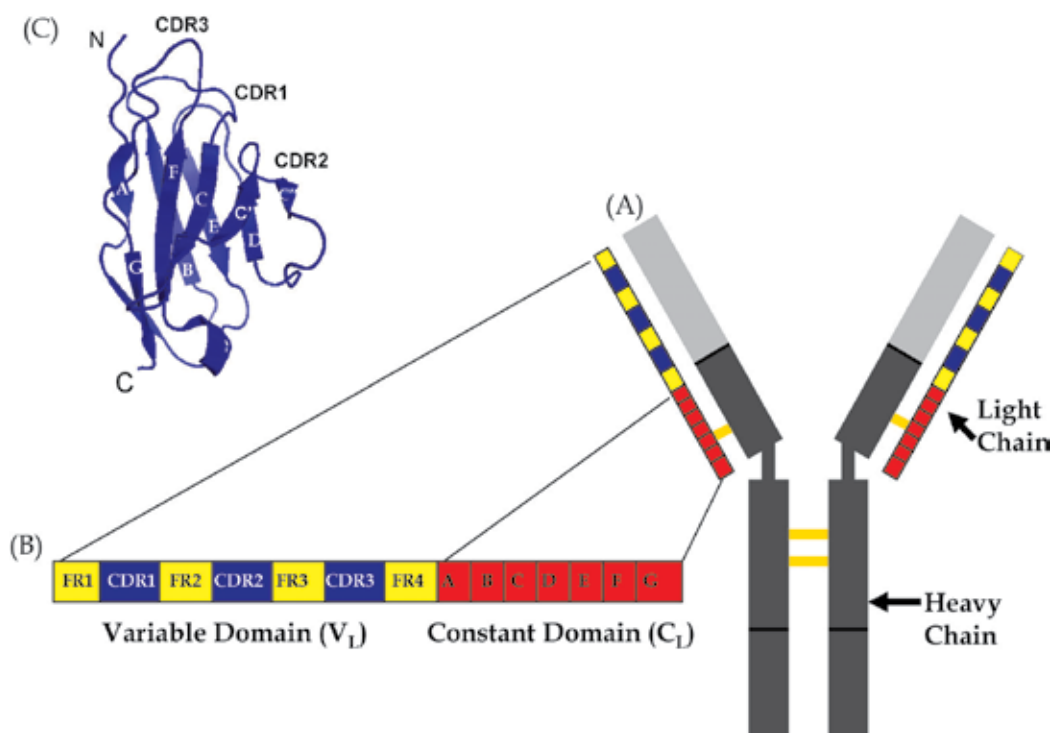 (C)
N
CDR3
CDR1
CDR2
A
F
C
E
C'
D
C"
G
B
C
(A)
Light
Chain
(B)
FR1 CDR1 FR2 CDR2 FR3 CDR3 FR4 A B C D E F G
Variable Domain (VL)
Constant Domain (CL)
Heavy
Chain